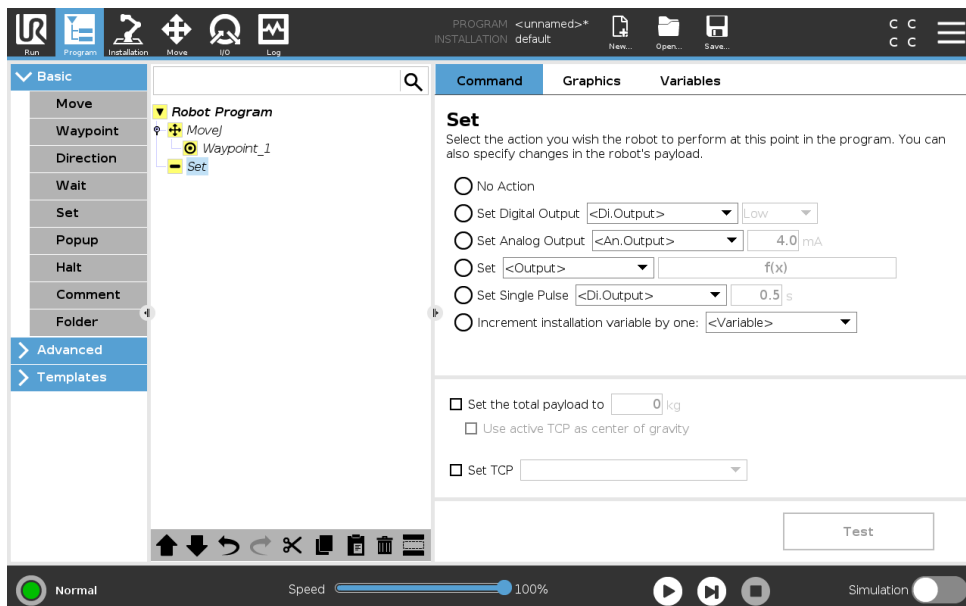 PROGRAM <unnamed>*
INSTALLATION default
UR
Run
Program
Installation
Move
I/O
Log
New...
Open...
Save...
C C
C C
Basic
Move
Waypoint
Direction
Wait
Set
Popup
Halt
Comment
Folder
Advanced
Templates
Robot Program
MoveJ
Waypoint_1
Set
Command Graphics Variables
Set
Select the action you wish the robot to perform at this point in the program. You can
also specify changes in the robot's payload.
No Action
Set Digital Output <Di.Output> Low
Set Analog Output <An.Output> 4.0 mA
Set <Output> f(x)
Set Single Pulse <Di.Output> 0.5 s
Increment installation variable by one: <Variable>
Set the total payload to 0 kg
Use active TCP as center of gravity
Set TCP
Test
Normal
Speed 100%
Simulation